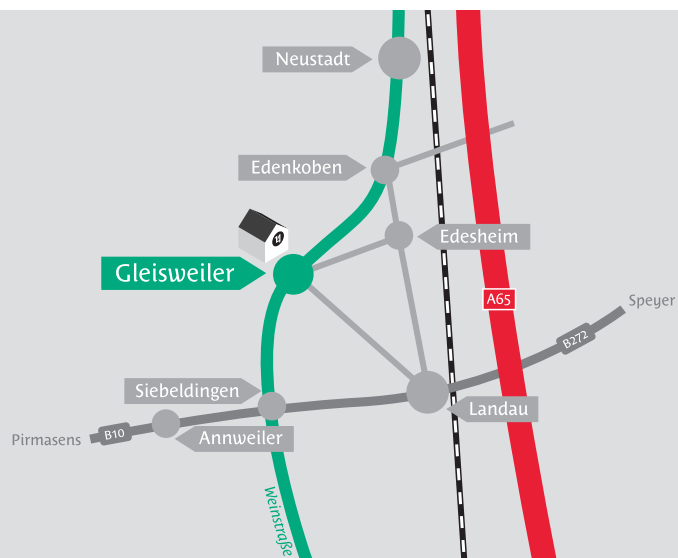 Neustadt
Edenkoben
Edesheim
Gleisweiler
A65
Speyer
B272
Siebeldingen
Landau
Pirmasens
B10
Annweiler
Weinstraße